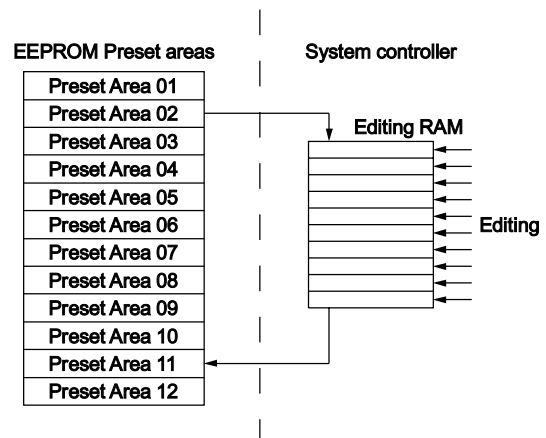 EEPROM Preset areas
Preset Area 01
Preset Area 02
Preset Area 03
Preset Area 04
Preset Area 05
Preset Area 06
Preset Area 07
Preset Area 08
Preset Area 09
Preset Area 10
Preset Area 11
Preset Area 12
System controller
Editing RAM
Editing